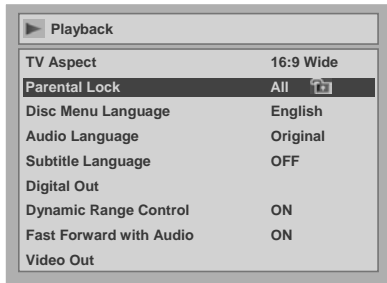 Playback
TV Aspect 16:9 Wide
Parental Lock All
Disc Menu Language English
Audio Language Original
Subtitle Language OFF
Digital Out
Dynamic Range Control ON
Fast Forward with Audio ON
Video Out